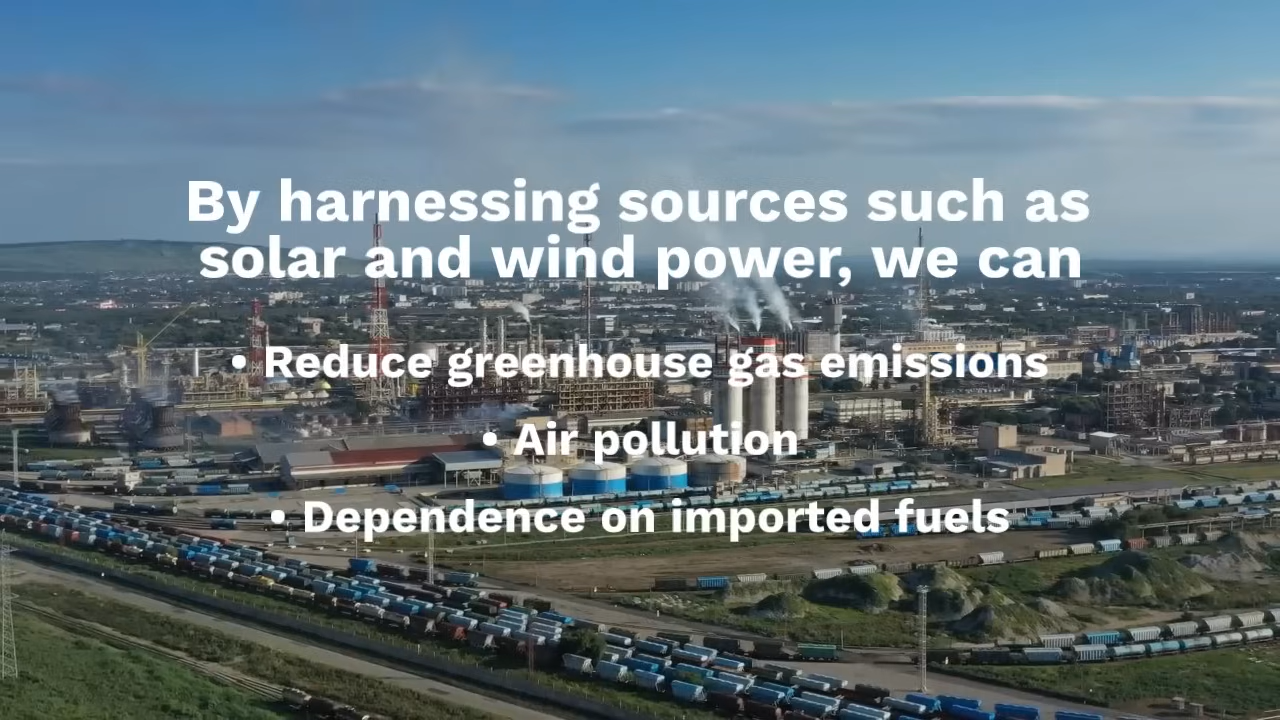 By harnessing sources such as
solar and wind power, we can
• Reduce greenhouse gas emissions
• Air pollution
• Dependence on imported fuels